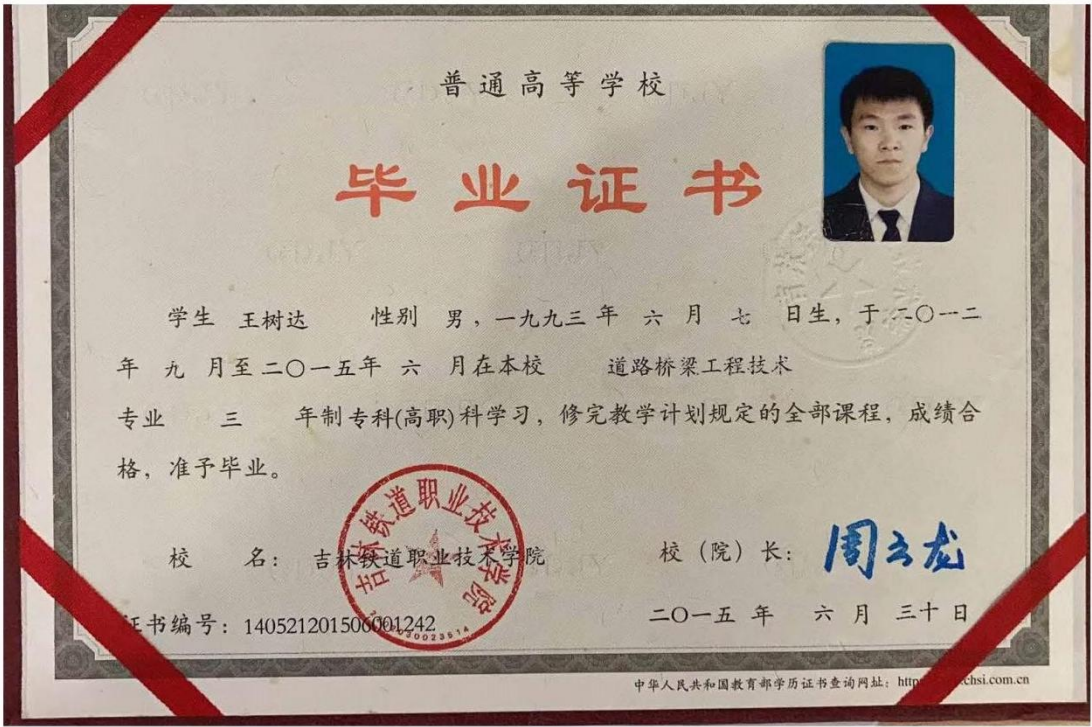 普通高等学校
毕业证书
学生 王树达 性别 男，一九九三年 六 月 七 日生，于二〇一二
年 九 月至二〇一五年 六 月在本校 道路桥梁工程技术
专业 三 年制专科(高职)科学习，修完教学计划规定的全部课程，成绩合
格，准予毕业。
校 名： 吉林铁道职业技术学院
校（院）长： 周云龙
吉林铁道职业技术学院
证书编号：140521201506001242
二〇一五 年 六 月 三十 日
中华人民共和国教育部学历证书查询网址：http chsi.com.cn